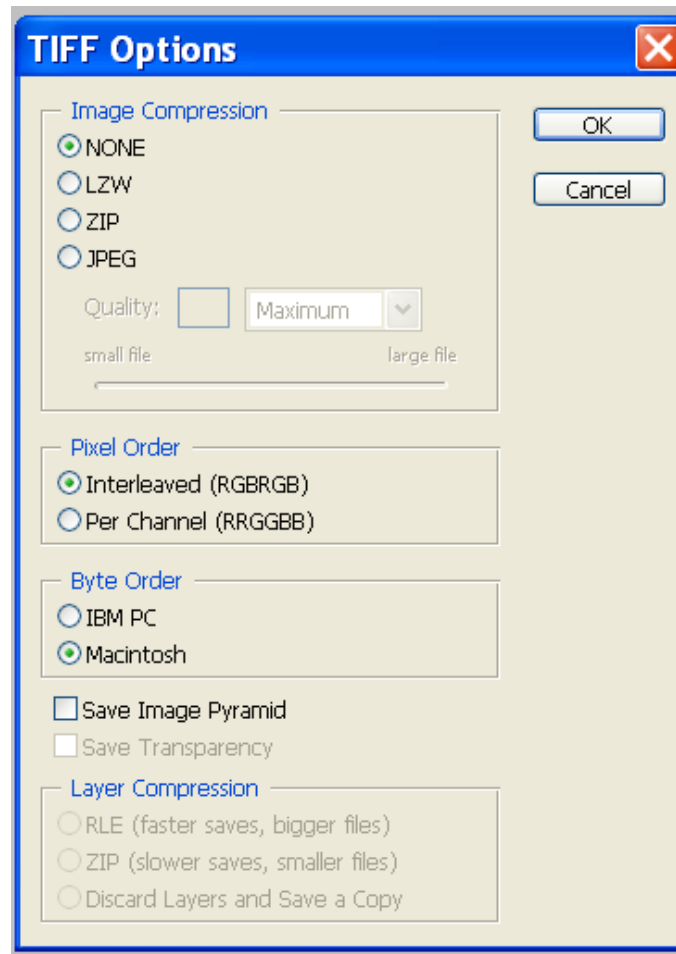 TIFF Options
Image Compression
OK
NONE
LZW
Cancel
ZIP
JPEG
Quality:
Maximum
small file
large file
Pixel Order
Interleaved (RGBRGB)
Per Channel (RRGGBB)
Byte Order
IBM PC
Macintosh
Save Image Pyramid
Save Transparency
Layer Compression
RLE (faster saves, bigger files)
ZIP (slower saves, smaller files)
Discard Layers and Save a Copy